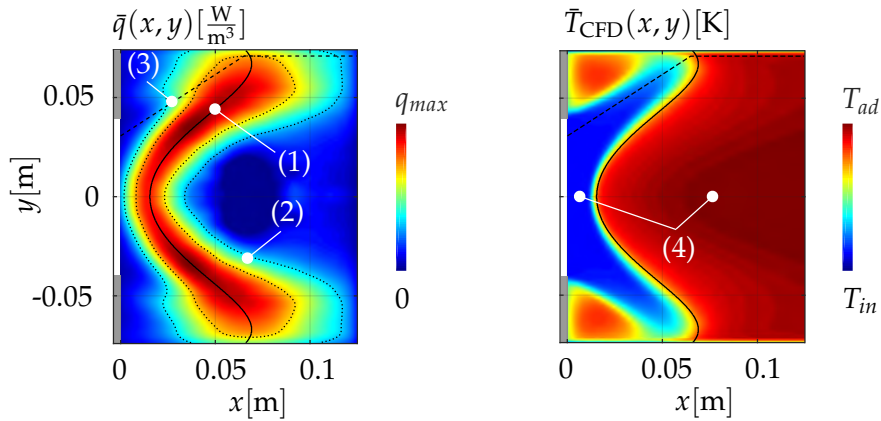 q̄(x, y)[W/m³]
(3)
0.05
0
-0.05
y[m]
(1)
(2)
0
0.05
0.1
x[m]
q_max
0
T̄_CFD(x, y)[K]
(4)
0
0.05
0.1
x[m]
T_ad
T_in